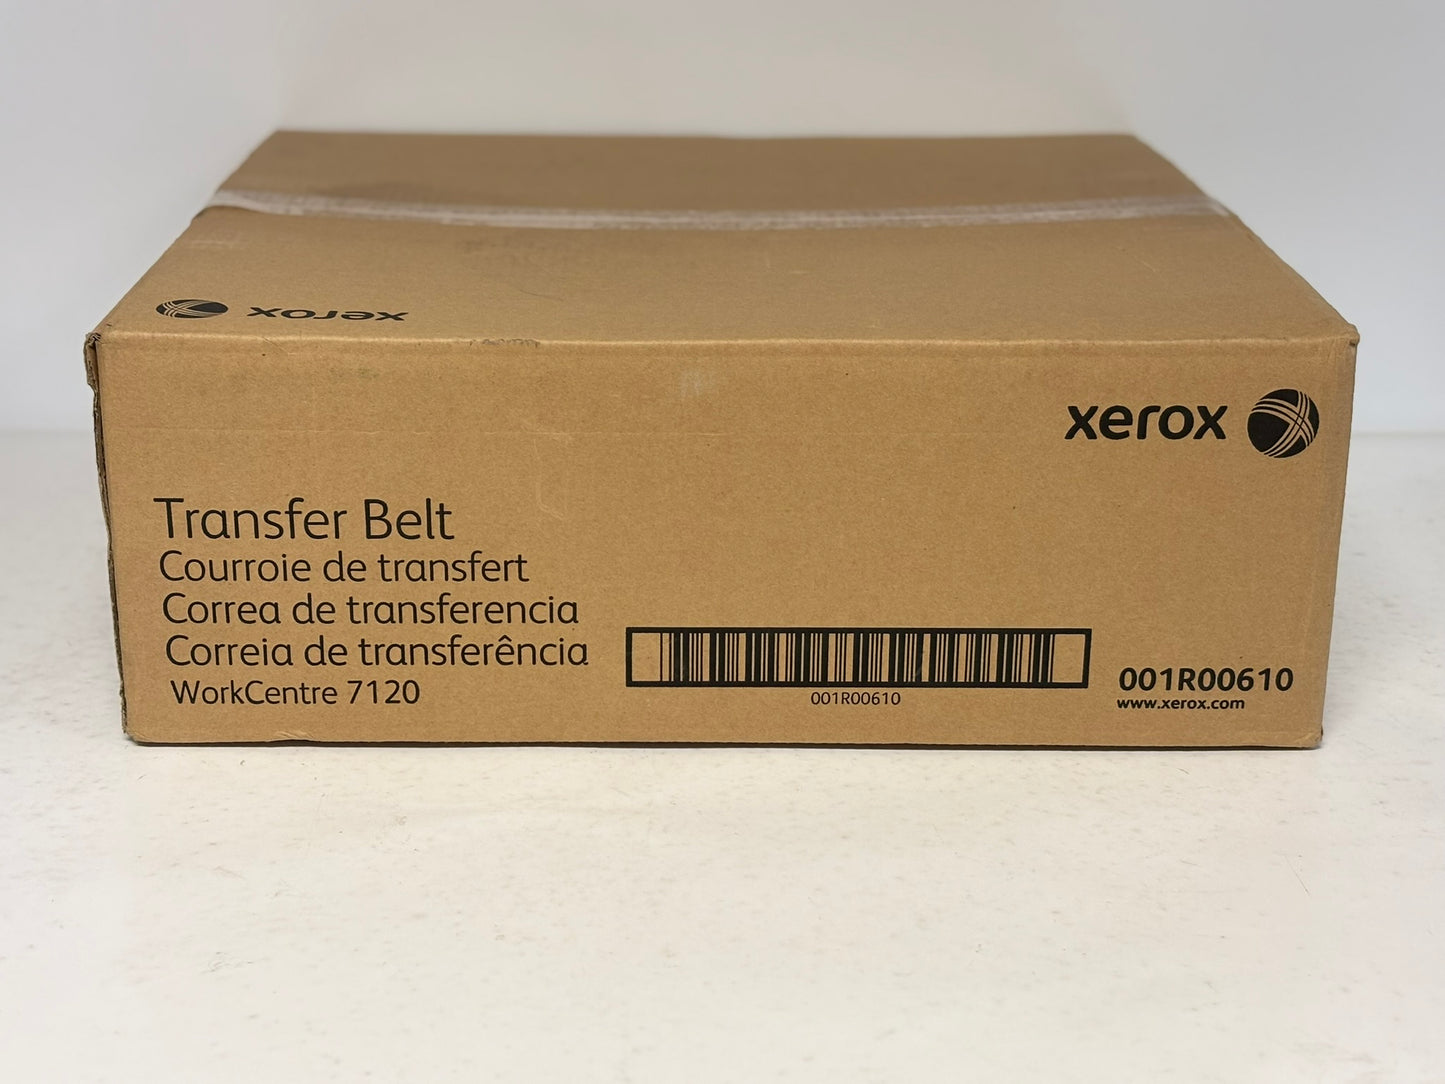 xerox
xerox
Transfer Belt
Courroie de transfert
Correa de transferencia
Correia de transferência
WorkCentre 7120
001R00610
001R00610
www.xerox.com